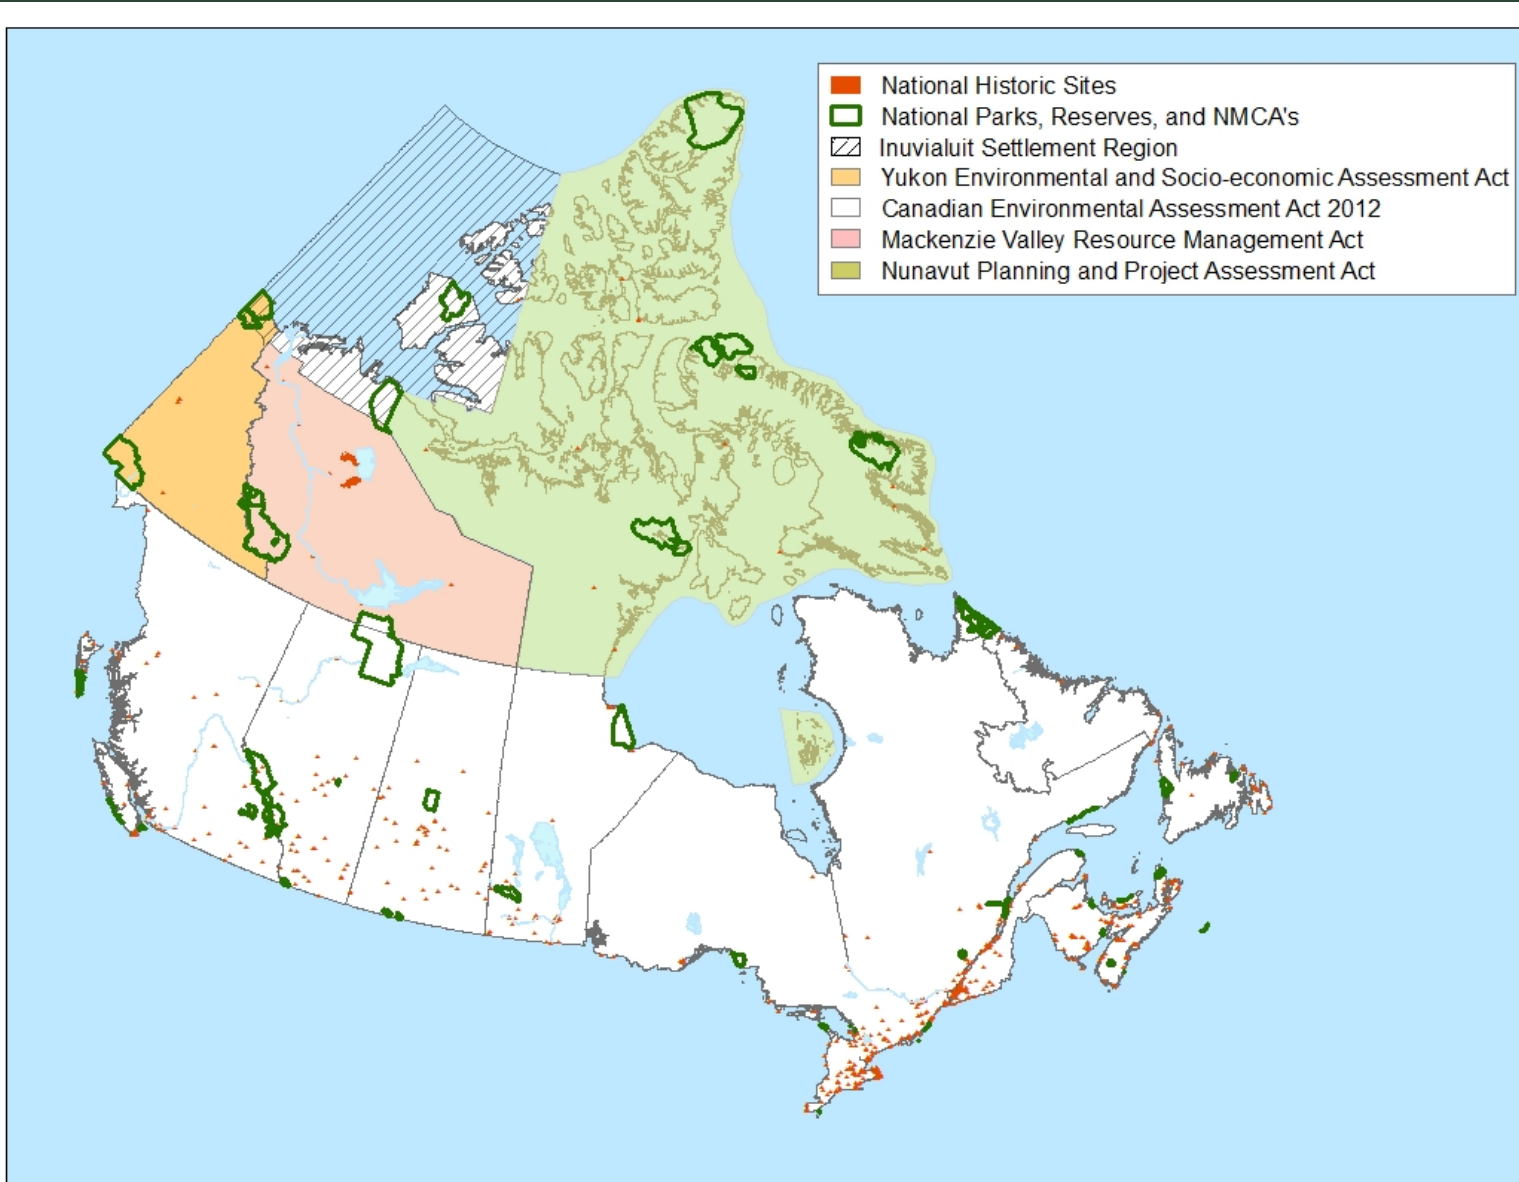 National Historic Sites
National Parks, Reserves, and NMCA's
Inuvialuit Settlement Region
Yukon Environmental and Socio-economic Assessment Act
Canadian Environmental Assessment Act 2012
Mackenzie Valley Resource Management Act
Nunavut Planning and Project Assessment Act